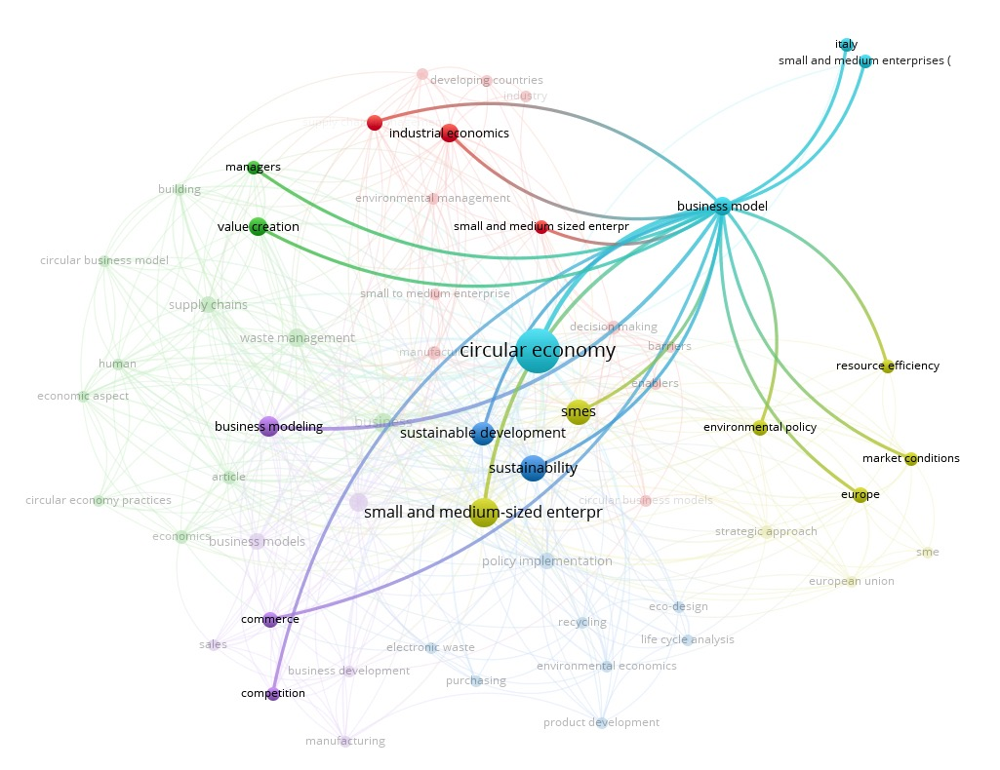 italy
small and medium enterprises (
developing countries
industry
industrial economics
managers
building
environmental management
business model
value creation
small and medium sized enterpr
circular business model
small to medium enterprise
supply chains
decision making
waste management
barriers
circular economy
human
resource efficiency
enablers
economic aspect
smes
business modeling
environmental policy
sustainable development
market conditions
sustainability
article
europe
circular economy practices
circular business models
small and medium-sized enterpr
strategic approach
economics
business models
sme
policy implementation
european union
eco-design
commerce
recycling
life cycle analysis
sales
electronic waste
environmental economics
business development
purchasing
competition
product development
manufacturing